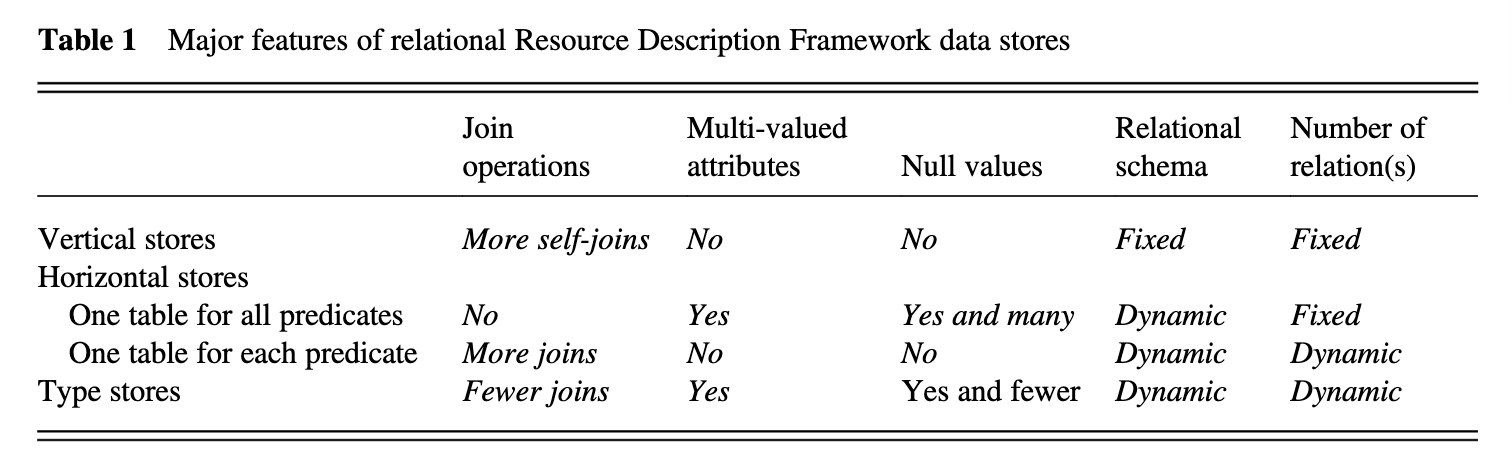 Table 1 Major features of relational Resource Description Framework data stores
Join operations Multi-valued attributes Null values Relational schema Number of relation(s)
Vertical stores More self-joins No No Fixed Fixed
Horizontal stores
One table for all predicates No Yes Yes and many Dynamic Fixed
One table for each predicate More joins No No Dynamic Dynamic
Type stores Fewer joins Yes Yes and fewer Dynamic Dynamic